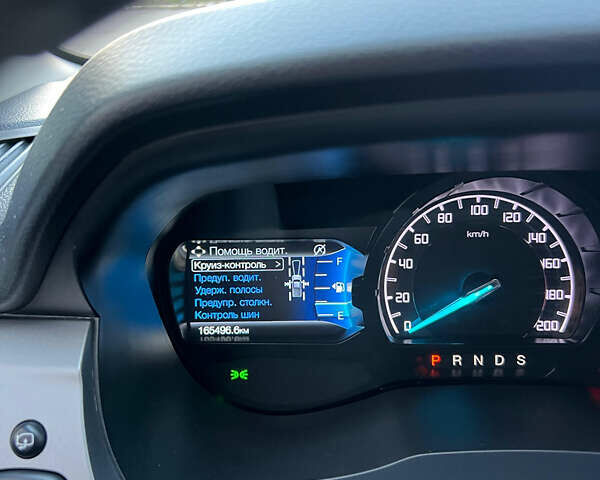 Помощь водит.
Круиз-контроль >
Предуп. водит.
Удерж. полосы
Предупр. столкн.
Контроль шин
165496.6км
F
E
0
20
40
60
80
100
120
140
160
180
200
km/h
P R N D S